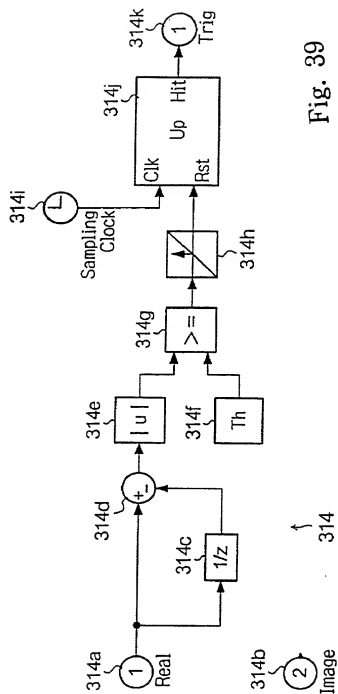 314a
1
Real
314b
2
Image
314
314c
1/z
314d
+
-
314e
|u|
314f
Th
314g
>=
314h
314i
Sampling
Clock
314j
Clk
Up
Hit
Rst
314k
1
Trig
Fig. 39